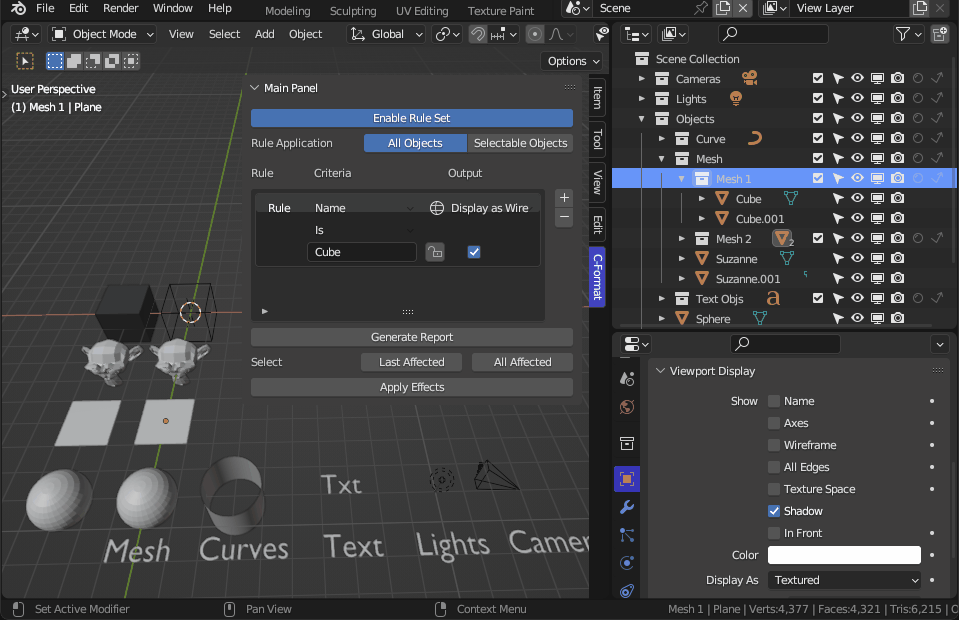 File Edit Render Window Help Modeling Sculpting UV Editing Texture Paint Scene View Layer
Object Mode View Select Add Object Global
Options
User Perspective
(1) Mesh 1 | Plane
Main Panel
Enable Rule Set
Rule Application All Objects Selectable Objects
Rule Criteria Output
Rule Name Display as Wire
Is
Cube
Generate Report
Select Last Affected All Affected
Apply Effects
Item
Tool
View
Edit
C-Format
Txt
Mesh Curves Text Lights Camer
Scene Collection
Cameras
Lights
Objects
Curve
Mesh
Mesh 1
Cube
Cube.001
Mesh 2 2
Suzanne
Suzanne.001
Text Objs a
Sphere
Viewport Display
Show Name
Axes
Wireframe
All Edges
Texture Space
Shadow
In Front
Color
Display As Textured
Set Active Modifier Pan View Context Menu Mesh 1 | Plane | Verts:4,377 | Faces:4,321 | Tris:6,215 | O